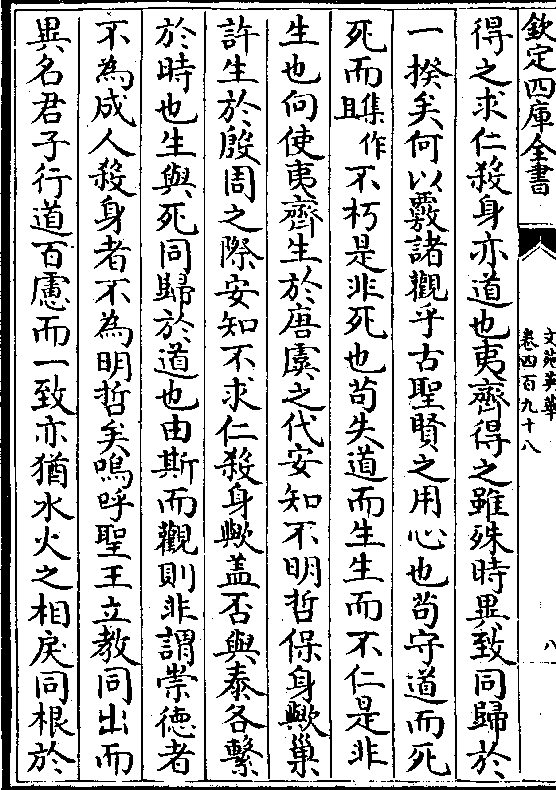 欽定四庫全書
文苑英華
卷四百九十八
八
得之求仁殺身亦道也夷齊得之雖殊時異致同歸於
一揆矣何以覈諸觀乎古聖賢之用心也苟守道而死
死而且集作不朽是非死也苟失道而生生而不仁是非
生也向使夷齊生於唐虞之代安知不明哲保身歟巢
許生於殷周之際安知不求仁殺身歟蓋否與泰各繫
於時也生與死同歸於道也由斯而觀則非謂崇徳者
不為成人殺身者不為明哲矣嗚呼聖王立教同出而
異名君子行道百慮而一致亦猶水火之相戾同根於